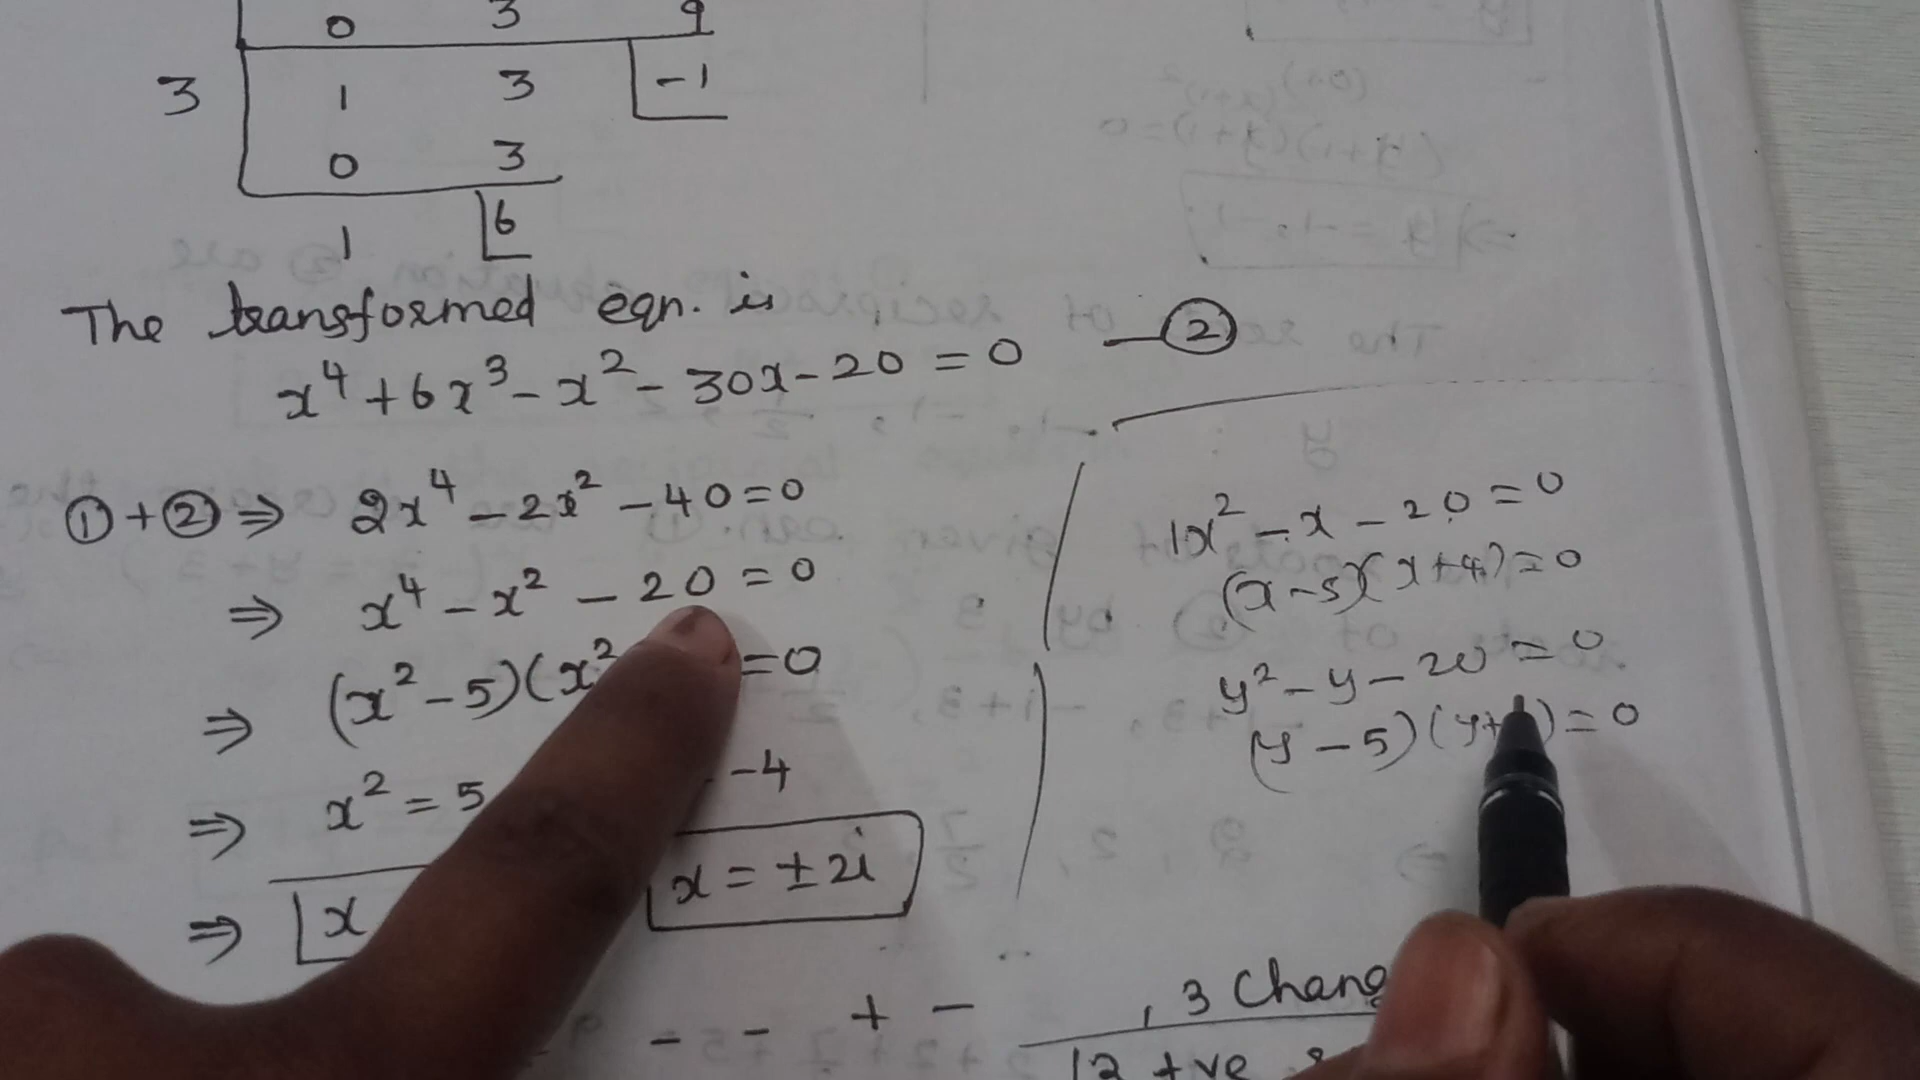 0 3 9
3 1 3 -1
0 3
1 6
The transformed eqn. is
x⁴+6x³-x²-30x-20=0 —②
①+②⇒ 2x⁴-2x²-40=0
⇒ x⁴-x²-20=0
⇒ (x²-5)(x² =0
⇒ x²=5 -4
⇒ x
x=±2i
1x²-x-20=0
(x-5)(x+4)=0
y²-y-20=0
(y-5)(y+ )=0
- - + -
, 3 Chang
+ve